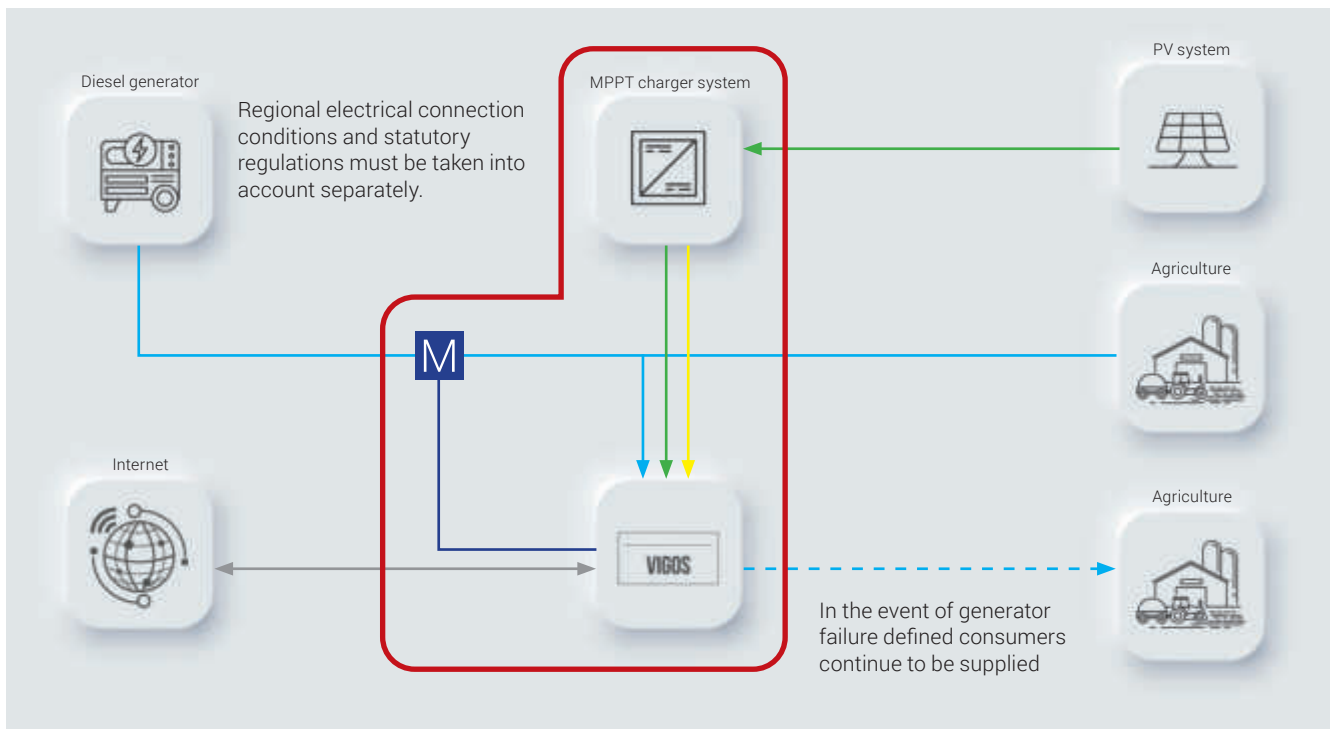 PV system
Diesel generator
MPPT charger system
Regional electrical connection
conditions and statutory
regulations must be taken into
account separately.
Agriculture
M
Internet
Agriculture
VIGOS
In the event of generator
failure defined consumers
continue to be supplied